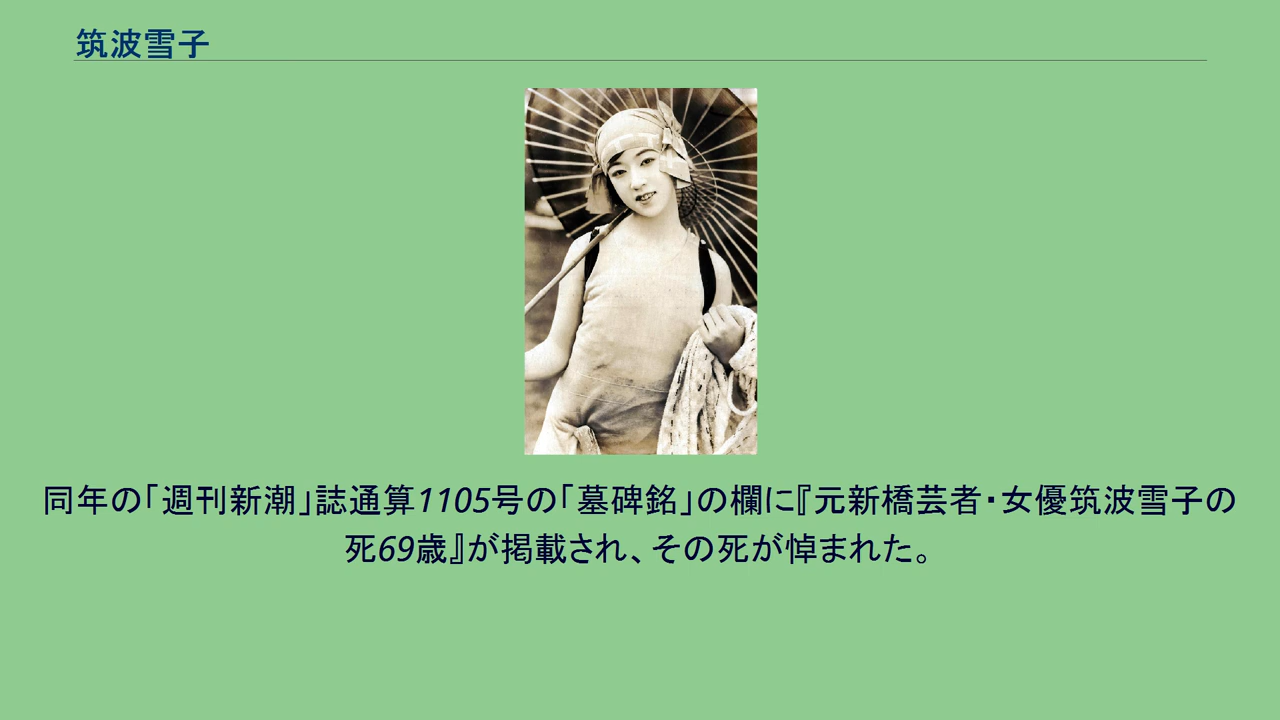 筑波雪子
同年の「週刊新潮」誌通算1105号の「墓碑銘」の欄に『元新橋芸者・女優筑波雪子の
死69歳』が掲載され、その死が悼まれた。